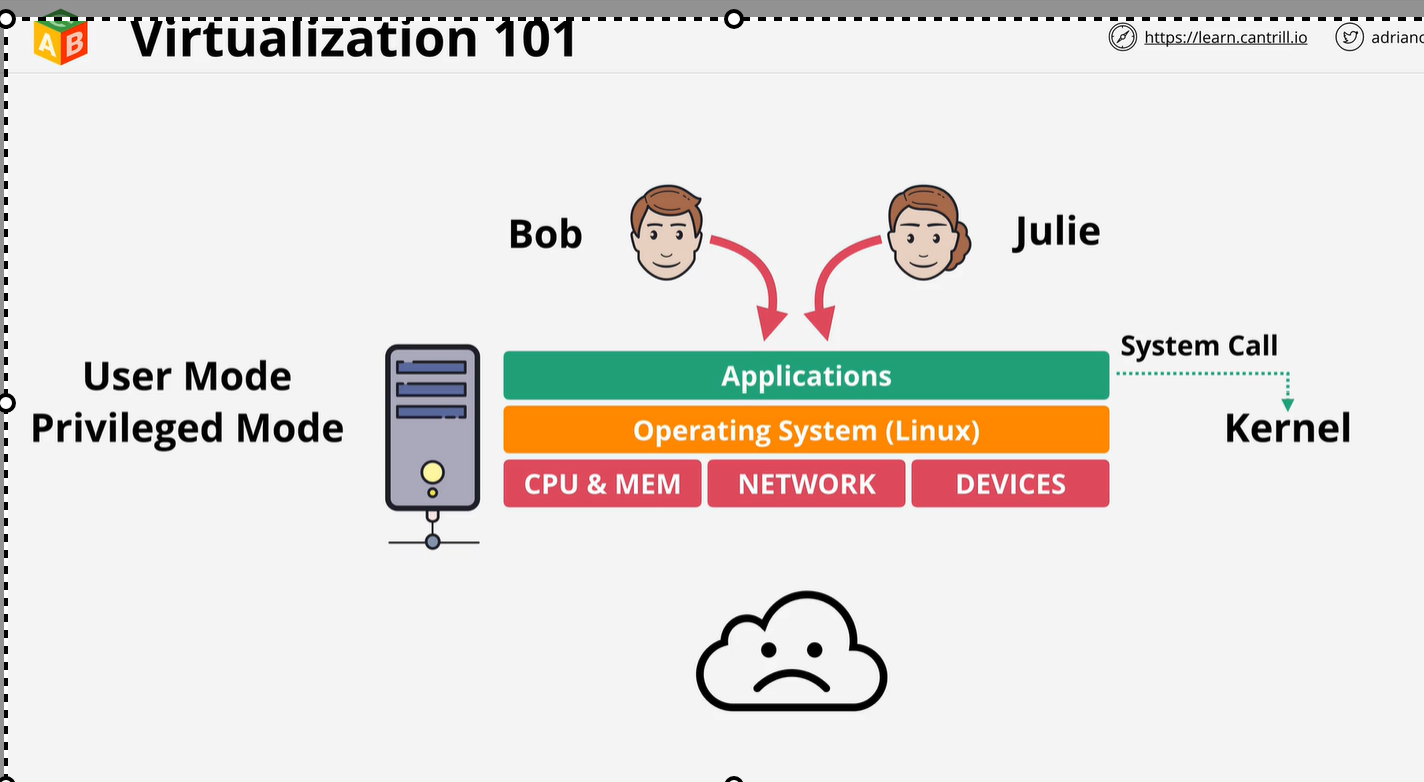 A B
Virtualization 101
https://learn.cantrill.io
Bob
Julie
System Call
User Mode
Privileged Mode
Applications
Operating System (Linux)
Kernel
CPU & MEM
NETWORK
DEVICES